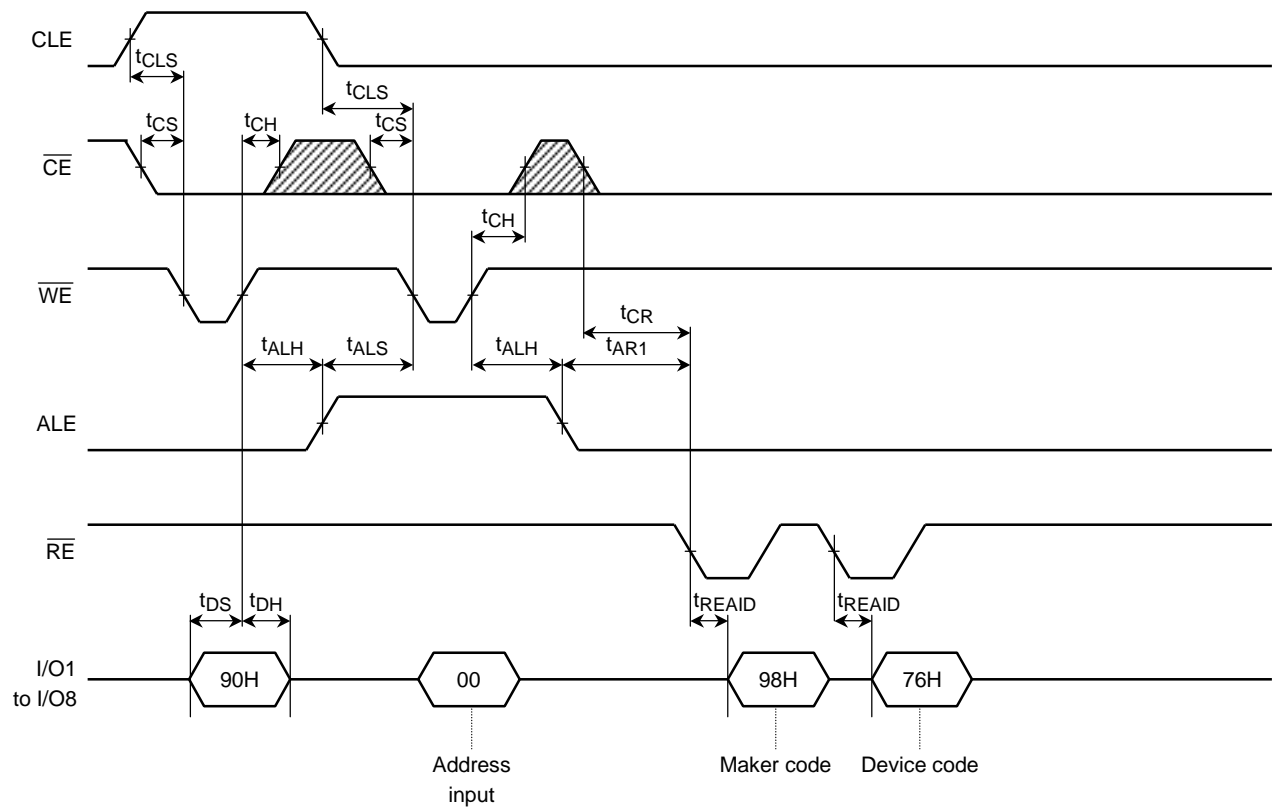 CLE
tCLS
tCLS
tCS
tCH
tCS
CE
tCH
WE
tCR
tALH
tALS
tALH
tAR1
ALE
RE
tDS
tDH
tREAID
tREAID
I/O1
to I/O8
90H
00
98H
76H
Address
input
Maker code
Device code